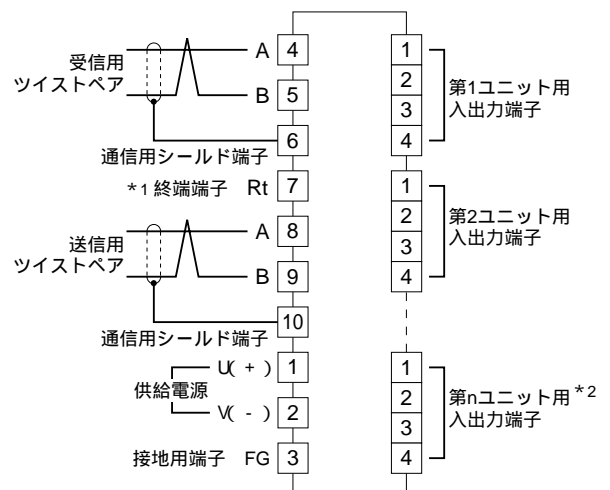 受信用
ツイストペア
A 4
B 5
6
通信用シールド端子
*1 終端端子 Rt 7
送信用
ツイストペア
A 8
B 9
10
通信用シールド端子
供給電源
U( + ) 1
V( - ) 2
接地用端子 FG 3
1
2
3
4
第1ユニット用
入出力端子
1
2
3
4
第2ユニット用
入出力端子
1
2
3
4
第nユニット用 *2
入出力端子